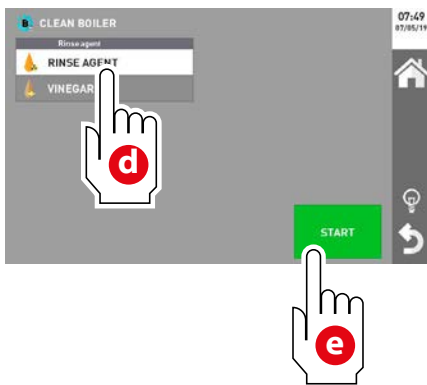 B CLEAN BOILER
07:49
07/05/19
Rinse agent
RINSE AGENT
VINEGAR
d
START
e